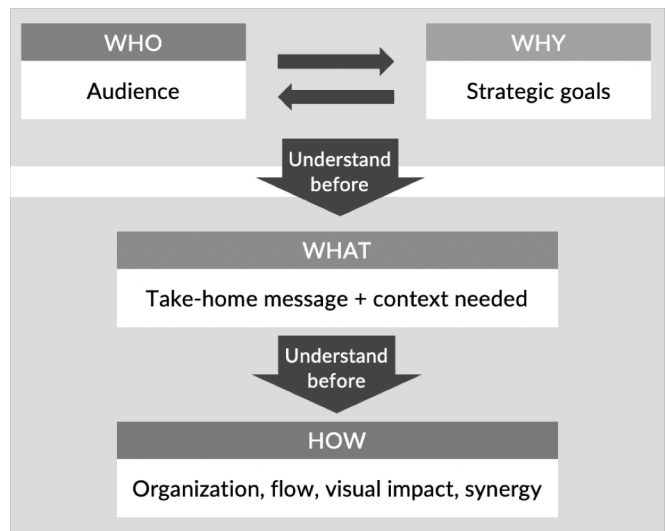 WHO
Audience
WHY
Strategic goals
Understand
before
WHAT
Take-home message + context needed
Understand
before
HOW
Organization, flow, visual impact, synergy